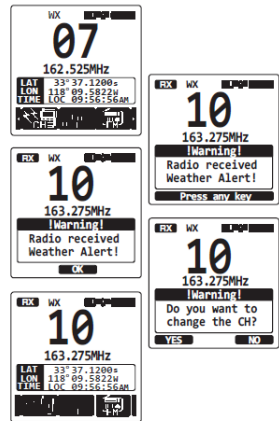 WX
07
162.525MHz
LAT 33°37.1200s
LON 118°09.5822W
TIME LOC 09:56:56AM
RX WX
10
163.275MHz
!Warning!
Radio received
Weather Alert!
OK
RX WX
10
163.275MHz
LAT 33°37.1200s
LON 118°09.5822W
TIME LOC 09:56:56AM
RX WX
10
163.275MHz
!Warning!
Radio received
Weather Alert!
Press any key
RX WX
10
163.275MHz
!Warning!
Do you want to
change the CH?
YES NO